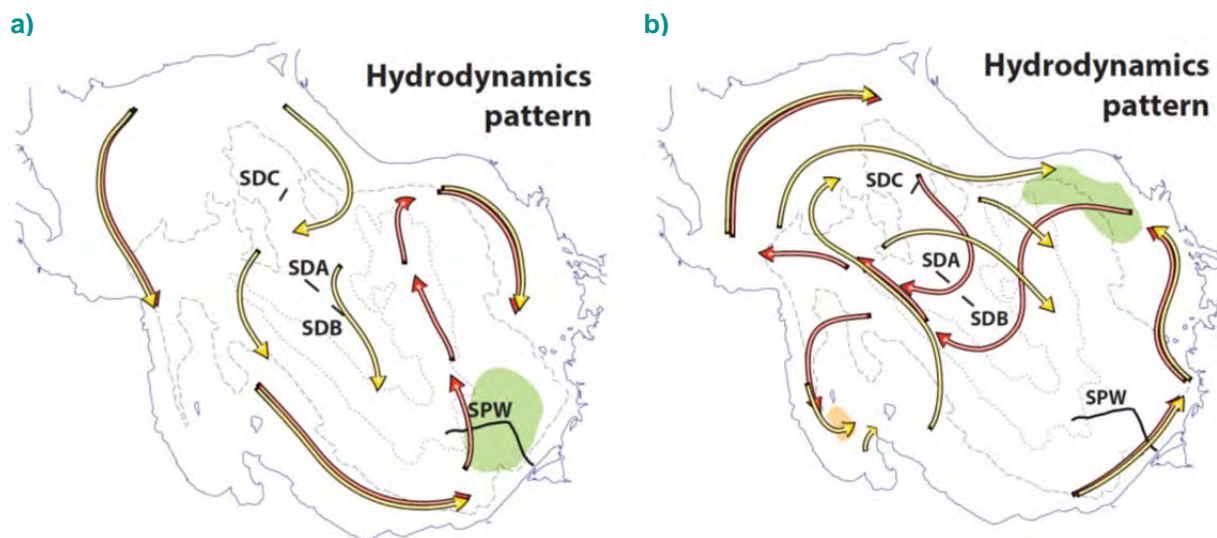 a)
Hydrodynamics
pattern
SDC
SDA
SDB
SPW
b)
Hydrodynamics
pattern
SDC
SDA
SDB
SPW